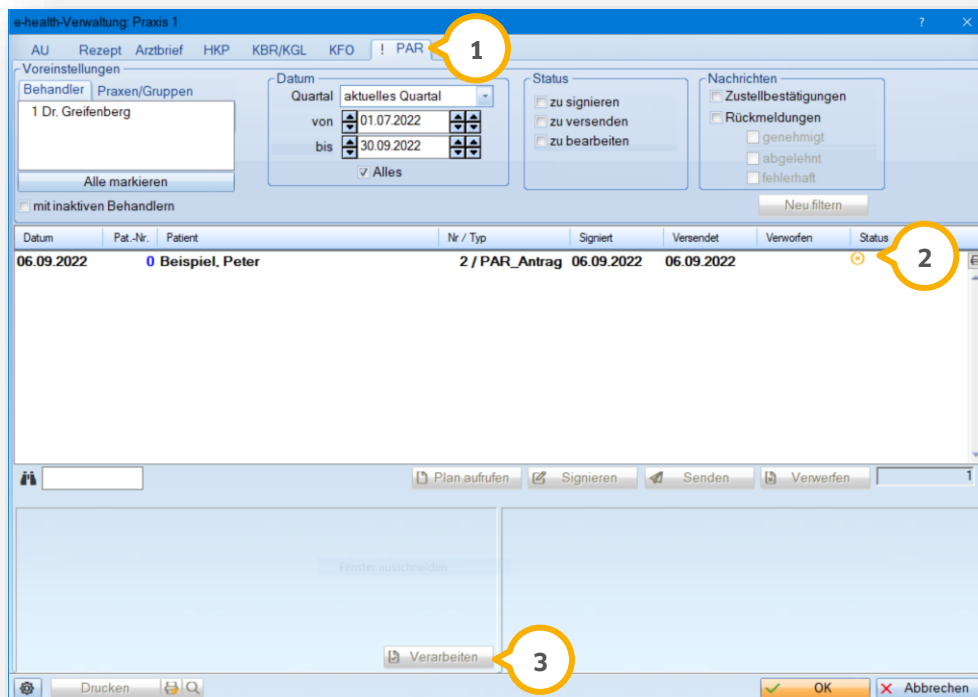 e-health-Verwaltung: Praxis 1 ? ×
AU Rezept Arztbrief HKP KBR/KGL KFO ! PAR 1
Voreinstellungen
Behandler Praxen/Gruppen
1 Dr. Greifenberg
Alle markieren
mit inaktiven Behandlern
Datum
Quartal aktuelles Quartal
von 01.07.2022
bis 30.09.2022
Alles
Status
zu signieren
zu versenden
zu bearbeiten
Nachrichten
Zustellbestätigungen
Rückmeldungen
genehmigt
abgelehnt
fehlerhaft
Neu filtern
Datum Pat.-Nr. Patient Nr / Typ Signiert Versendet Verworfen Status
06.09.2022 0 Beispiel, Peter 2 / PAR_Antrag 06.09.2022 06.09.2022 2
Plan aufrufen Signieren Senden Verwerfen 1
Fenster ausschneiden
Verarbeiten 3
Drucken OK Abbrechen